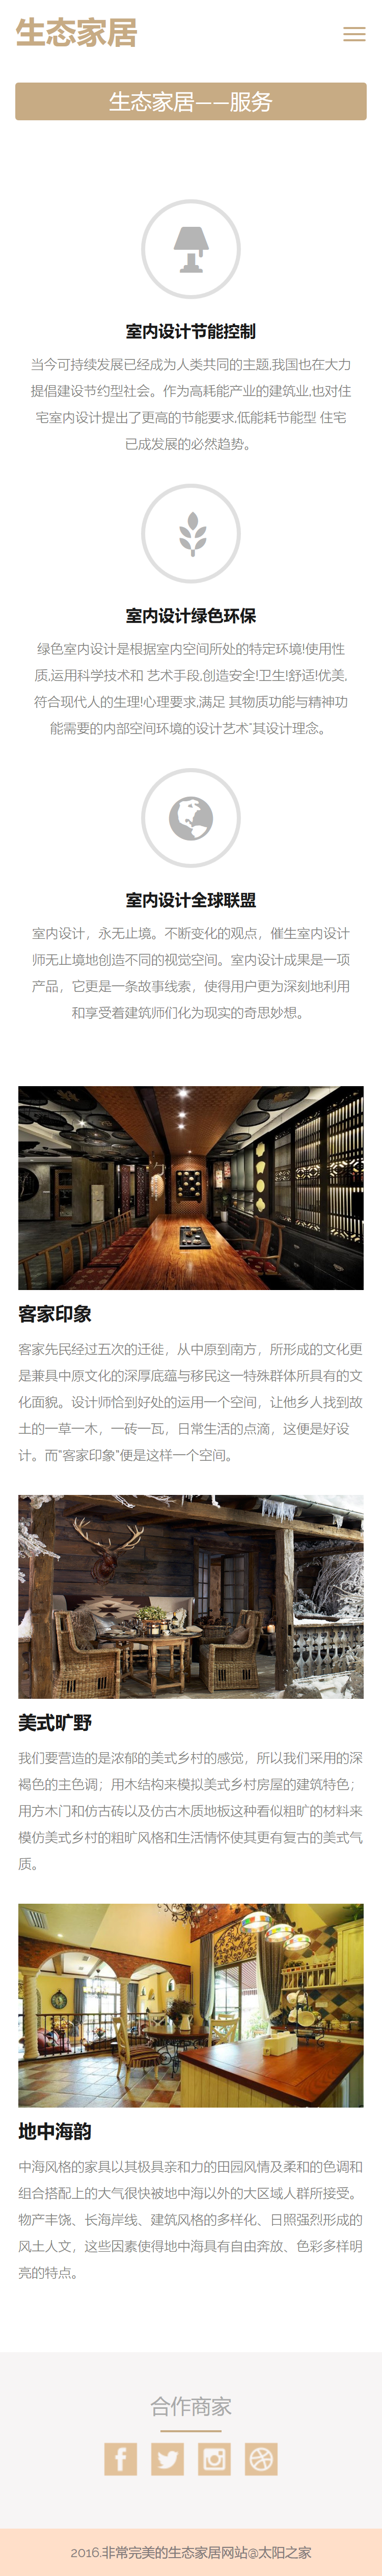 生态家居
生态家居——服务
室内设计节能控制
当今可持续发展已经成为人类共同的主题,我国也在大力
提倡建设节约型社会。作为高耗能产业的建筑业,也对住
宅室内设计提出了更高的节能要求,低能耗节能型 住宅
已成发展的必然趋势。
室内设计绿色环保
绿色室内设计是根据室内空间所处的特定环境!使用性
质,运用科学技术和 艺术手段,创造安全!卫生!舒适!优美,
符合现代人的生理!心理要求,满足 其物质功能与精神功
能需要的内部空间环境的设计艺术"其设计理念。
室内设计全球联盟
室内设计，永无止境。不断变化的观点，催生室内设计
师无止境地创造不同的视觉空间。室内设计成果是一项
产品，它更是一条故事线索，使得用户更为深刻地利用
和享受着建筑师们化为现实的奇思妙想。
客家印象
客家先民经过五次的迁徙，从中原到南方，所形成的文化更
是兼具中原文化的深厚底蕴与移民这一特殊群体所具有的文
化面貌。设计师恰到好处的运用一个空间，让他乡人找到故
土的一草一木，一砖一瓦，日常生活的点滴，这便是好设
计。而"客家印象"便是这样一个空间。
美式旷野
我们要营造的是浓郁的美式乡村的感觉，所以我们采用的深
褐色的主色调；用木结构来模拟美式乡村房屋的建筑特色；
用方木门和仿古砖以及仿古木质地板这种看似粗旷的材料来
模仿美式乡村的粗旷风格和生活情怀使其更有复古的美式气
质。
地中海韵
中海风格的家具以其极具亲和力的田园风情及柔和的色调和
组合搭配上的大气很快被地中海以外的大区域人群所接受。
物产丰饶、长海岸线、建筑风格的多样化、日照强烈形成的
风土人文，这些因素使得地中海具有自由奔放、色彩多样明
亮的特点。
合作商家
2016.非常完美的生态家居网站@太阳之家